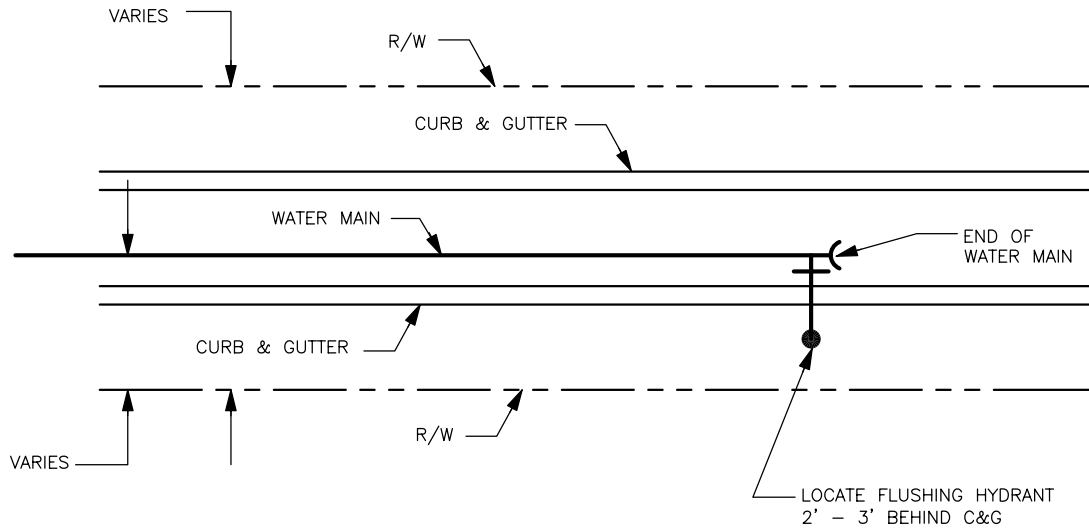 VARIES
R/W
CURB & GUTTER
WATER MAIN
END OF
WATER MAIN
CURB & GUTTER
R/W
VARIES
LOCATE FLUSHING HYDRANT
2' - 3' BEHIND C&G